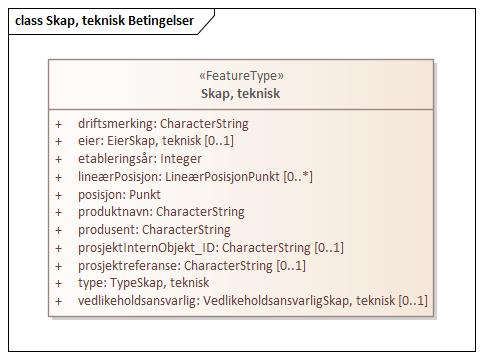 class Skap, teknisk Betingelser
«FeatureType»
Skap, teknisk
+ driftsmerking: CharacterString
+ eier: EierSkap, teknisk [0..1]
+ etableringsår: Integer
+ lineærPosisjon: LineærPosisjonPunkt [0..*]
+ posisjon: Punkt
+ produktnavn: CharacterString
+ produsent: CharacterString
+ prosjektInternObjekt_ID: CharacterString [0..1]
+ prosjektreferanse: CharacterString [0..1]
+ type: TypeSkap, teknisk
+ vedlikeholdsansvarlig: VedlikeholdsansvarligSkap, teknisk [0..1]